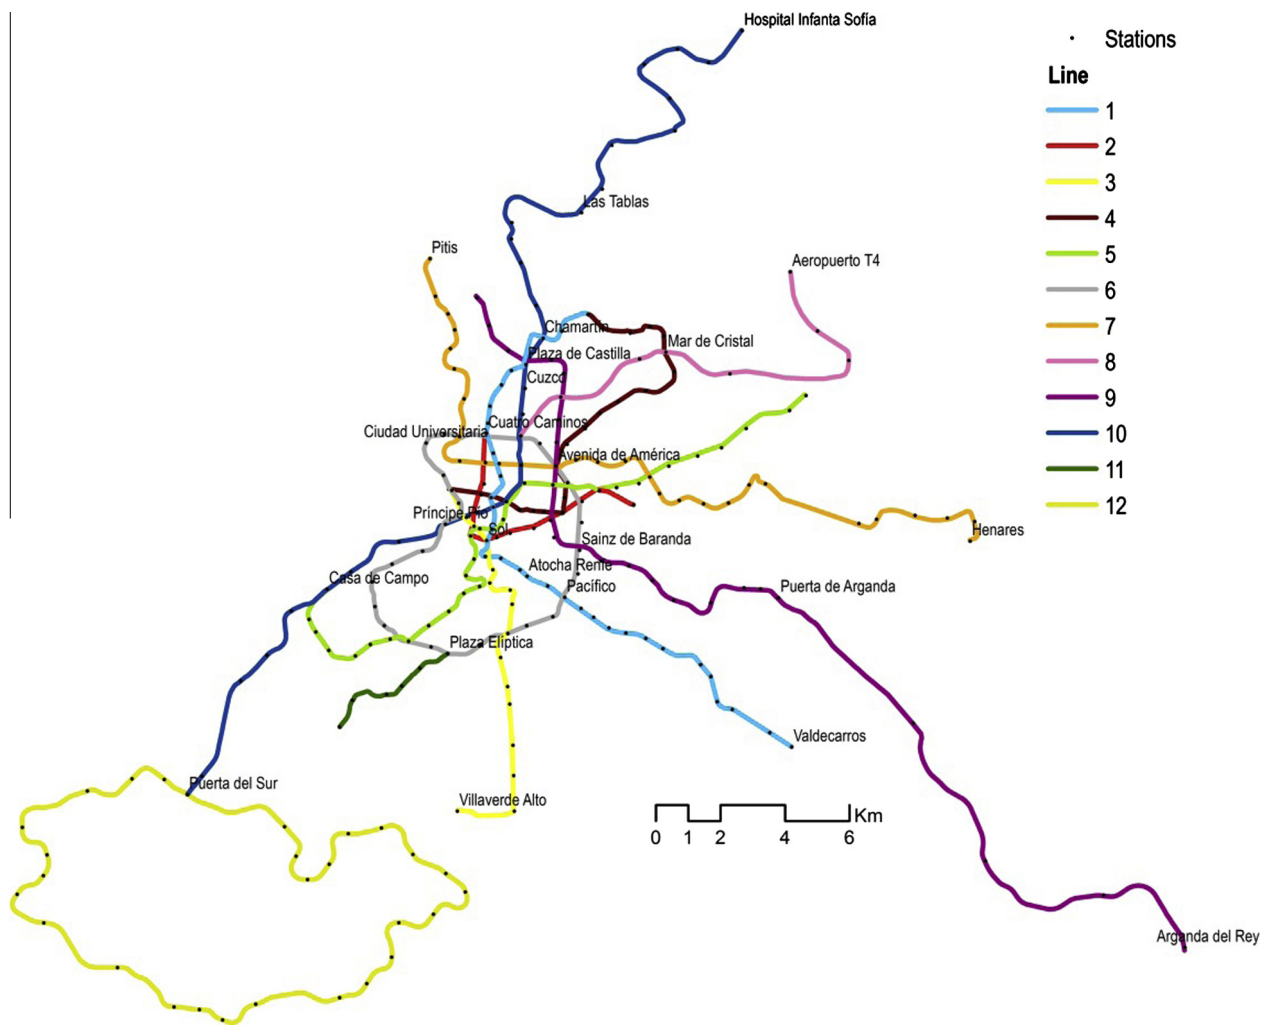 Hospital Infanta Sofía
Stations
Line
1
2
3
4
5
6
7
8
9
10
11
12
Las Tablas
Pitis
Aeropuerto T4
Chamartín
Mar de Cristal
Plaza de Castilla
Cuzco
Cuatro Caminos
Ciudad Universitaria
Avenida de América
Príncipe Pío
Sol
Henares
Sainz de Baranda
Atocha Renfe
Casa de Campo
Pacífico
Puerta de Arganda
Plaza Elíptica
Valdecarros
Puerta del Sur
Villaverde Alto
Km
0 1 2 4 6
Arganda del Rey